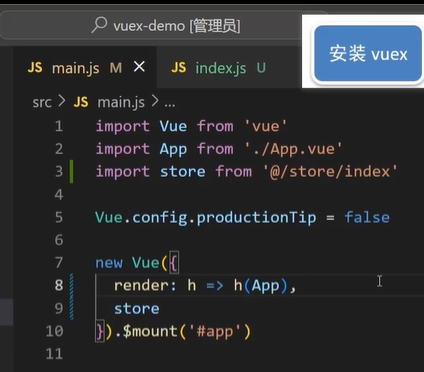 vuex-demo [管理员]
安装 vuex
JS main.js M × JS index.js U
src > JS main.js > ...
1 import Vue from 'vue'
2 import App from './App.vue'
3 import store from '@/store/index'
4
5 Vue.config.productionTip = false
6
7 new Vue({
8 render: h => h(App),
9 store
10 }).$mount('#app')
11